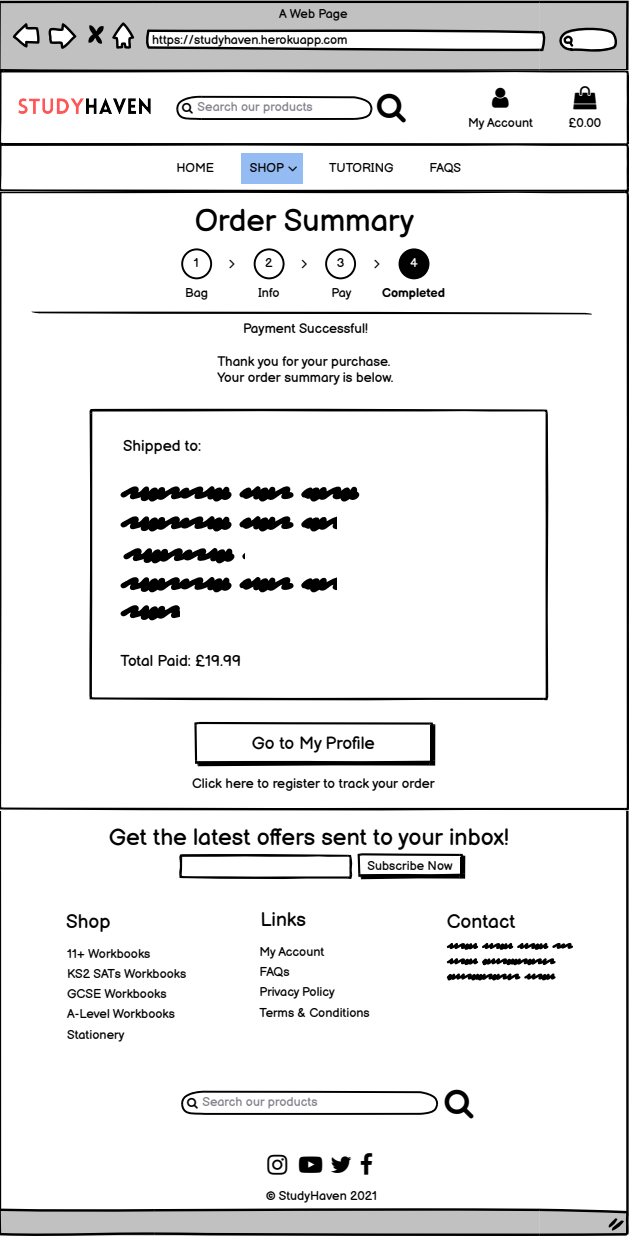 A Web Page
https://studyhaven.herokuapp.com
STUDYHAVEN
Search our products
My Account
£0.00
HOME
SHOP
TUTORING
FAQS
Order Summary
1
2
3
4
Bag
Info
Pay
Completed
Payment Successful!
Thank you for your purchase.
Your order summary is below.
Shipped to:
Total Paid: £19.99
Go to My Profile
Click here to register to track your order
Get the latest offers sent to your inbox!
Subscribe Now
Shop
11+ Workbooks
KS2 SATs Workbooks
GCSE Workbooks
A-Level Workbooks
Stationery
Links
My Account
FAQs
Privacy Policy
Terms & Conditions
Contact
Search our products
© StudyHaven 2021